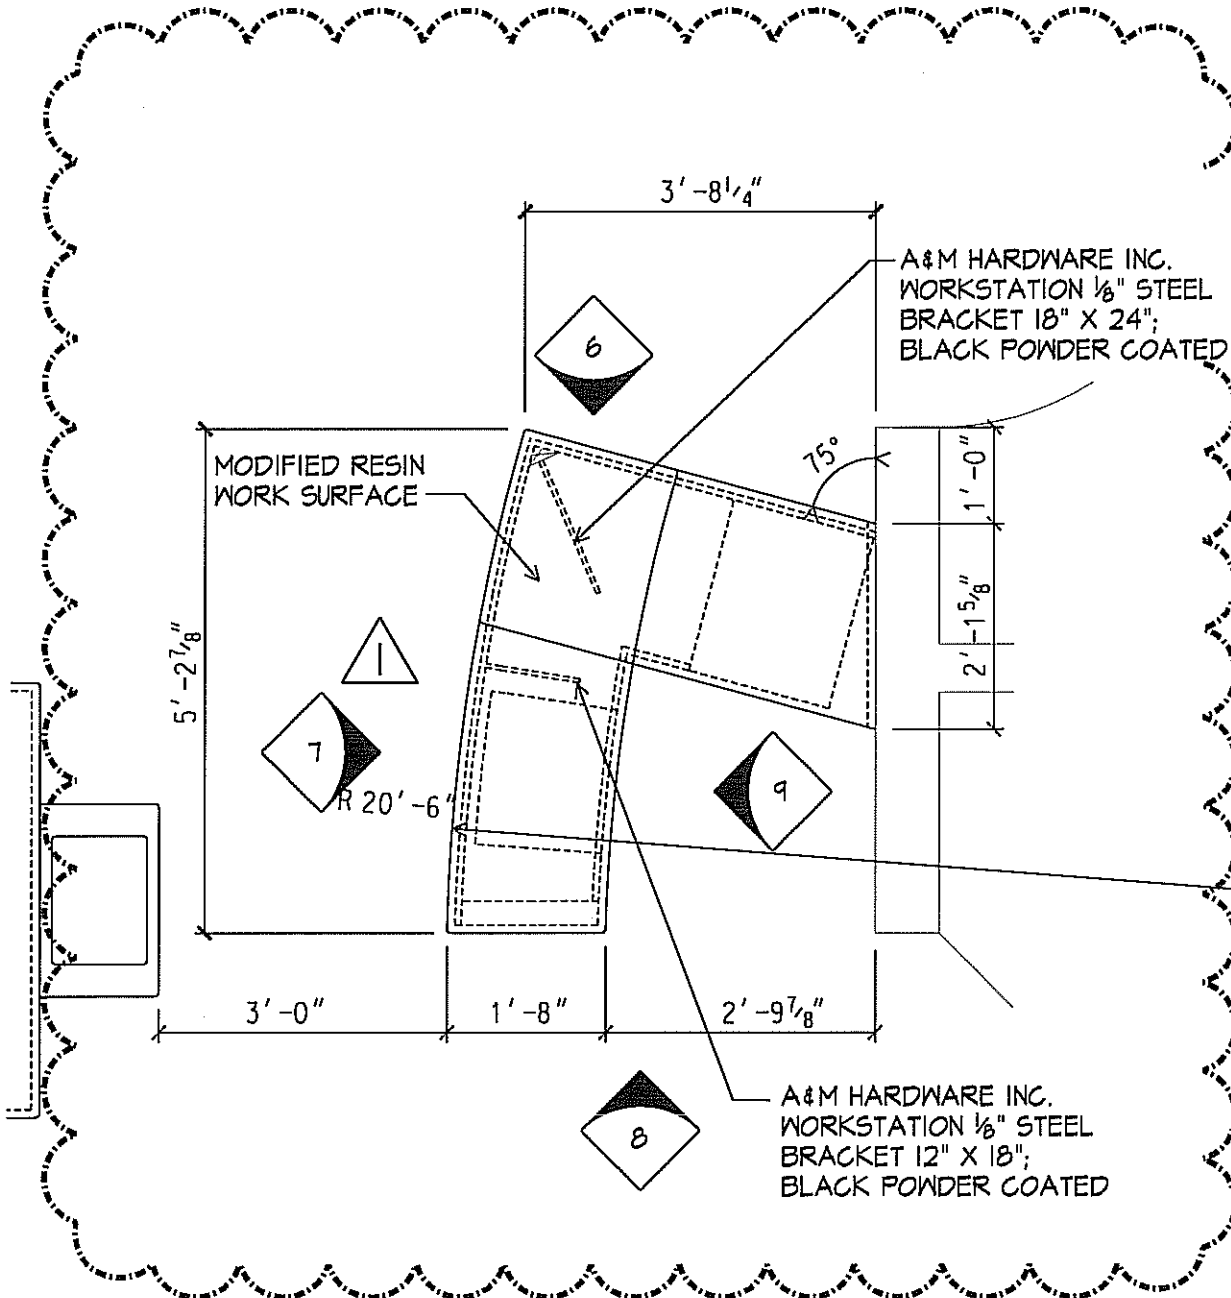 3'-8 1/4"
A&M HARDWARE INC.
WORKSTATION 1/8" STEEL
BRACKET 18" X 24";
BLACK POWDER COATED
6
75°
1'-0"
MODIFIED RESIN
WORK SURFACE
2'-1 5/8"
5'-2 7/8"
1
7
9
R 20'-6"
3'-0"
1'-8"
2'-9 7/8"
8
A&M HARDWARE INC.
WORKSTATION 1/8" STEEL
BRACKET 12" X 18";
BLACK POWDER COATED